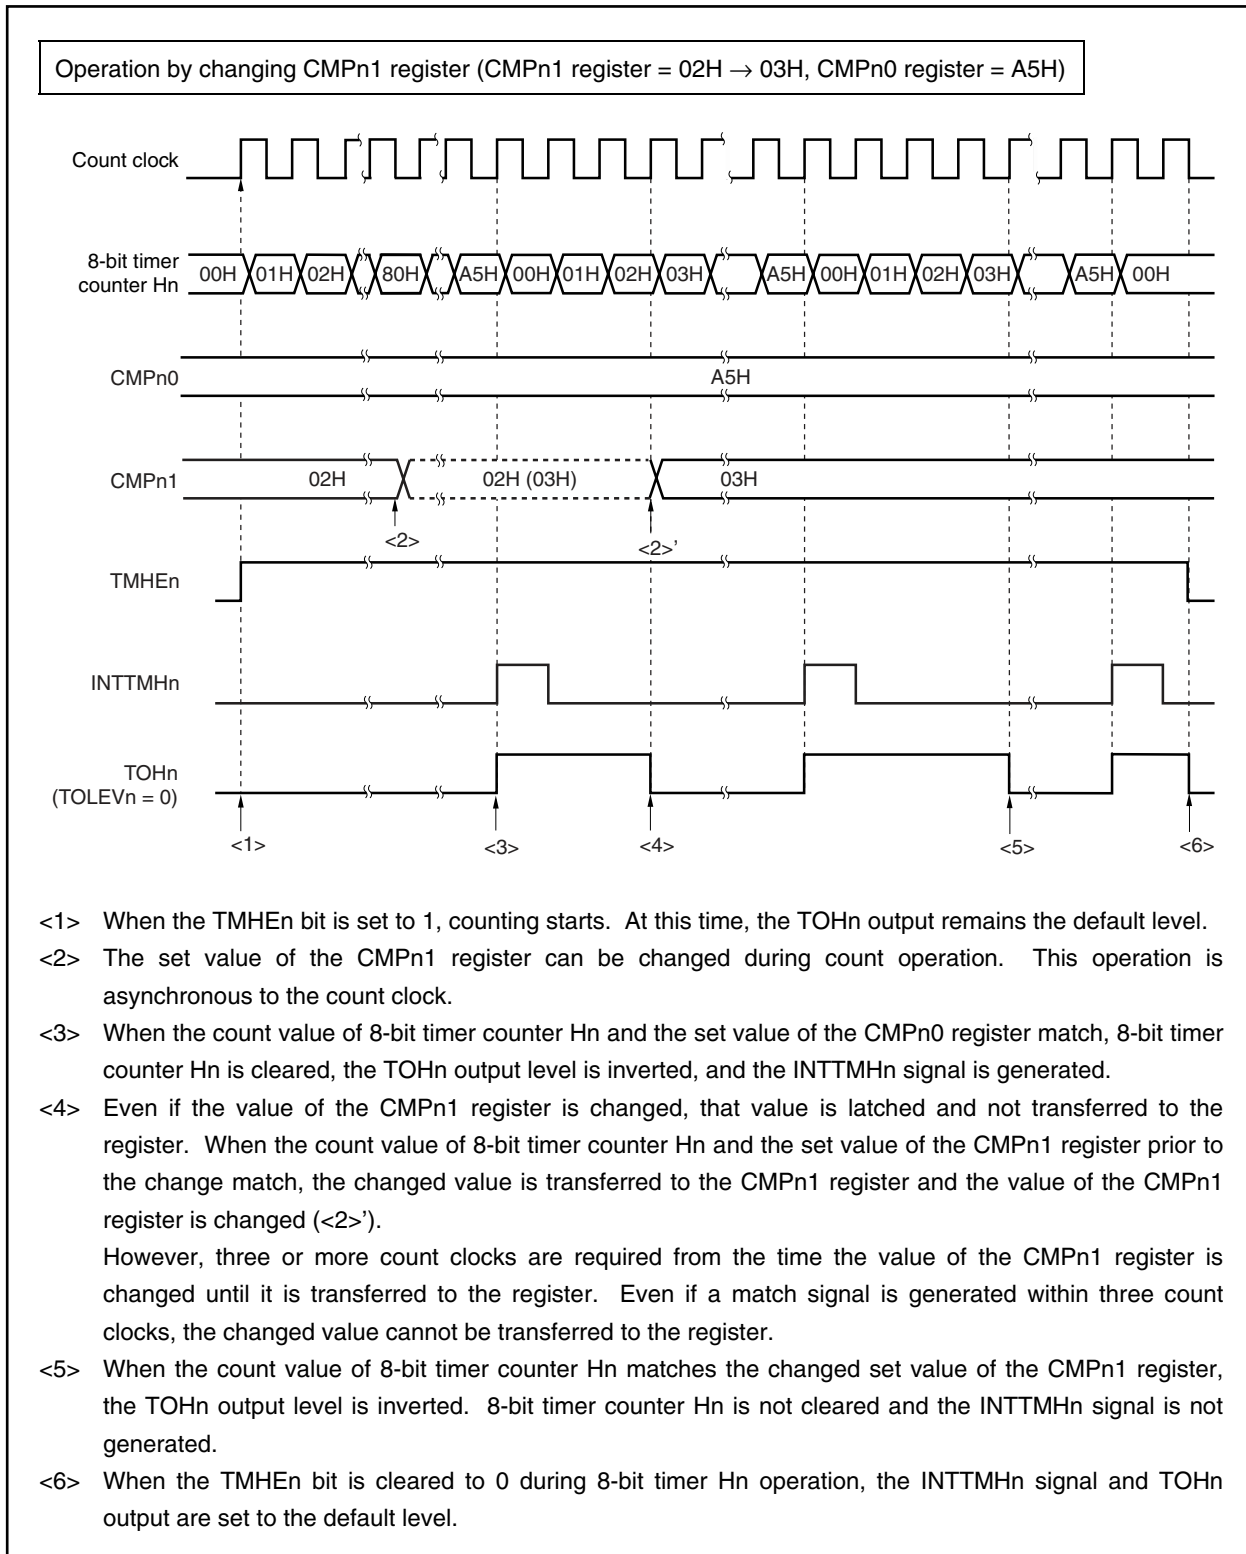 Operation by changing CMPn1 register (CMPn1 register = 02H → 03H, CMPn0 register = A5H)
Count clock
8-bit timer
counter Hn
00H 01H 02H 80H A5H 00H 01H 02H 03H A5H 00H 01H 02H 03H A5H 00H
CMPn0
A5H
CMPn1
02H 02H (03H) 03H
<2> <2>’
TMHEn
INTTMHn
TOHn
(TOLEVn = 0)
<1> <3> <4> <5> <6>
<1> When the TMHEn bit is set to 1, counting starts. At this time, the TOHn output remains the default level.
<2> The set value of the CMPn1 register can be changed during count operation. This operation is
asynchronous to the count clock.
<3> When the count value of 8-bit timer counter Hn and the set value of the CMPn0 register match, 8-bit timer
counter Hn is cleared, the TOHn output level is inverted, and the INTTMHn signal is generated.
<4> Even if the value of the CMPn1 register is changed, that value is latched and not transferred to the
register. When the count value of 8-bit timer counter Hn and the set value of the CMPn1 register prior to
the change match, the changed value is transferred to the CMPn1 register and the value of the CMPn1
register is changed (<2>’).
However, three or more count clocks are required from the time the value of the CMPn1 register is
changed until it is transferred to the register. Even if a match signal is generated within three count
clocks, the changed value cannot be transferred to the register.
<5> When the count value of 8-bit timer counter Hn matches the changed set value of the CMPn1 register,
the TOHn output level is inverted. 8-bit timer counter Hn is not cleared and the INTTMHn signal is not
generated.
<6> When the TMHEn bit is cleared to 0 during 8-bit timer Hn operation, the INTTMHn signal and TOHn
output are set to the default level.